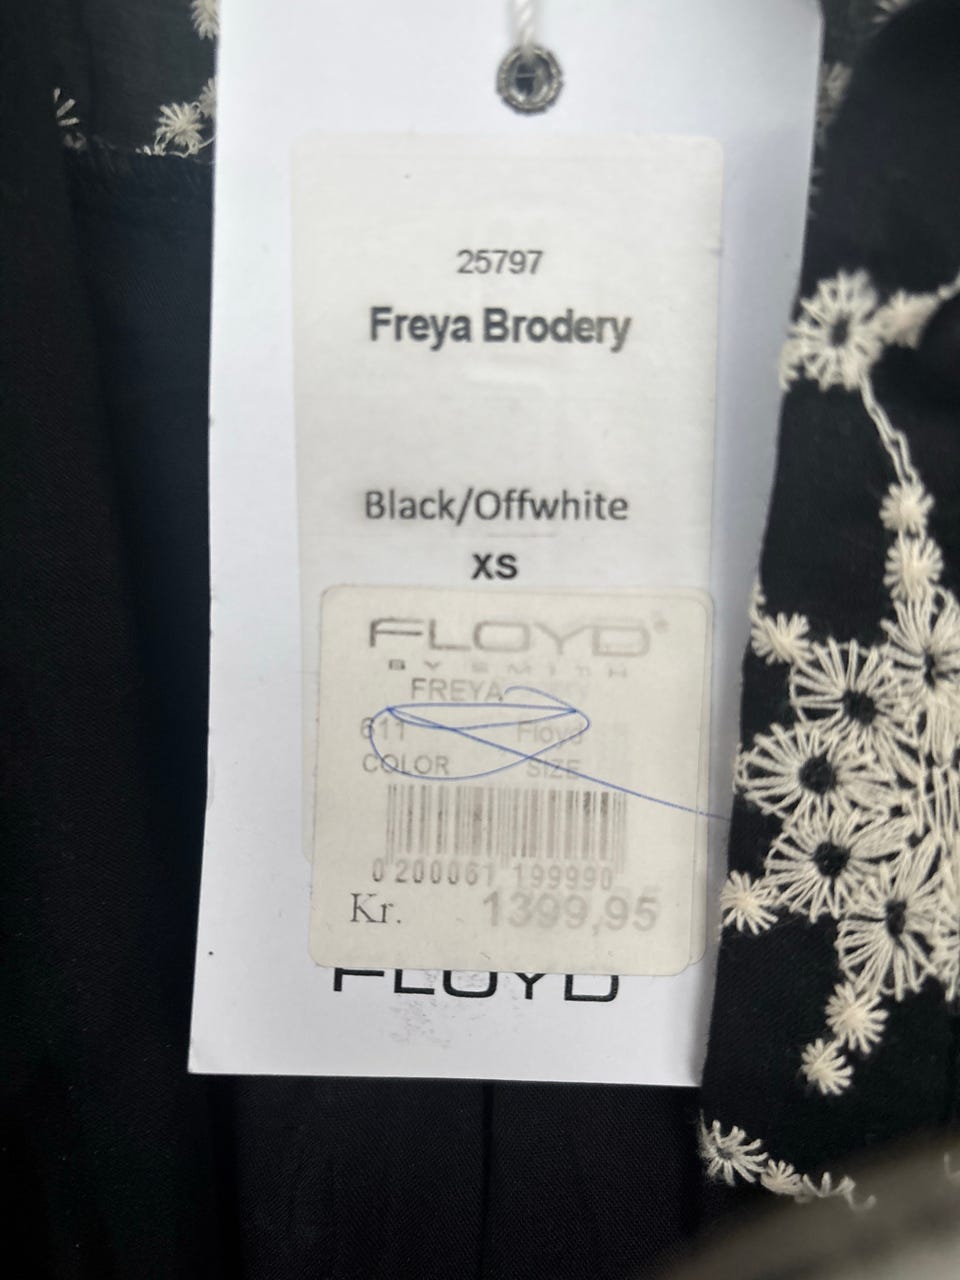 25797
Freya Brodery
Black/Offwhite
XS
FLOYD®
BY SMITH
FREYA
611 Floyd
COLOR SIZE
0 200061 199990
Kr. 1399,95
FLOYD